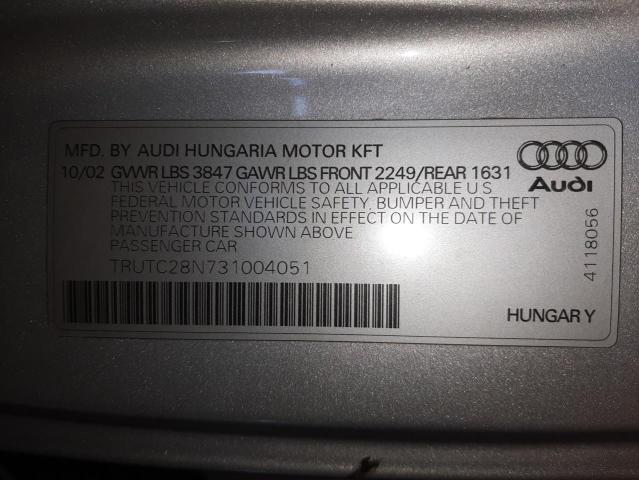 MFD. BY AUDI HUNGARIA MOTOR KFT
10/02 GVWR LBS 3847 GAWR LBS FRONT 2249/REAR 1631
THIS VEHICLE CONFORMS TO ALL APPLICABLE U S
FEDERAL MOTOR VEHICLE SAFETY, BUMPER AND THEFT
PREVENTION STANDARDS IN EFFECT ON THE DATE OF
MANUFACTURE SHOWN ABOVE
PASSENGER CAR
TRUTC28N731004051
Audi
4118056
HUNGARY